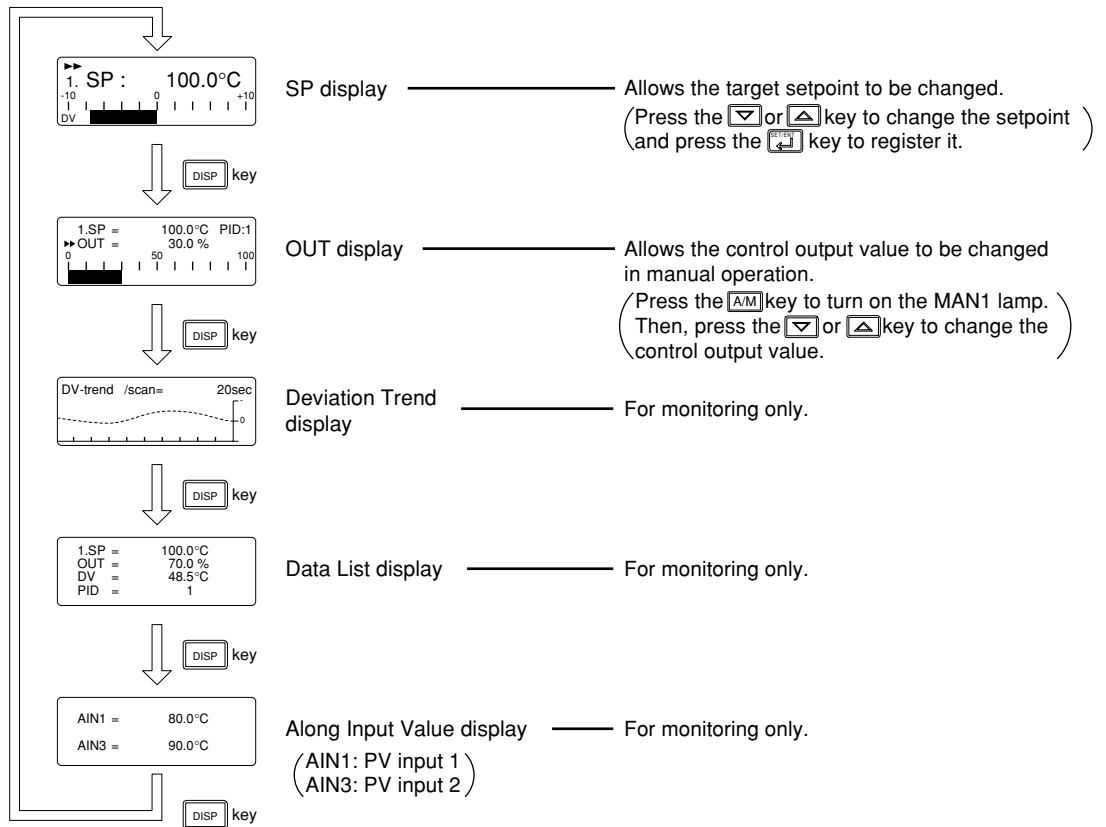 1. SP : 100.0°C
-10 0 +10
DV
SP display
Allows the target setpoint to be changed.
Press the or key to change the setpoint
and press the SET/ENT key to register it.
DISP key
1.SP = 100.0°C PID:1
OUT = 30.0 %
0 50 100
OUT display
Allows the control output value to be changed
in manual operation.
Press the A/M key to turn on the MAN1 lamp.
Then, press the or key to change the
control output value.
DISP key
DV-trend /scan= 20sec
0
Deviation Trend
display
For monitoring only.
DISP key
1.SP = 100.0°C
OUT = 70.0 %
DV = 48.5°C
PID = 1
Data List display
For monitoring only.
DISP key
AIN1 = 80.0°C
AIN3 = 90.0°C
Along Input Value display
For monitoring only.
AIN1: PV input 1
AIN3: PV input 2
DISP key